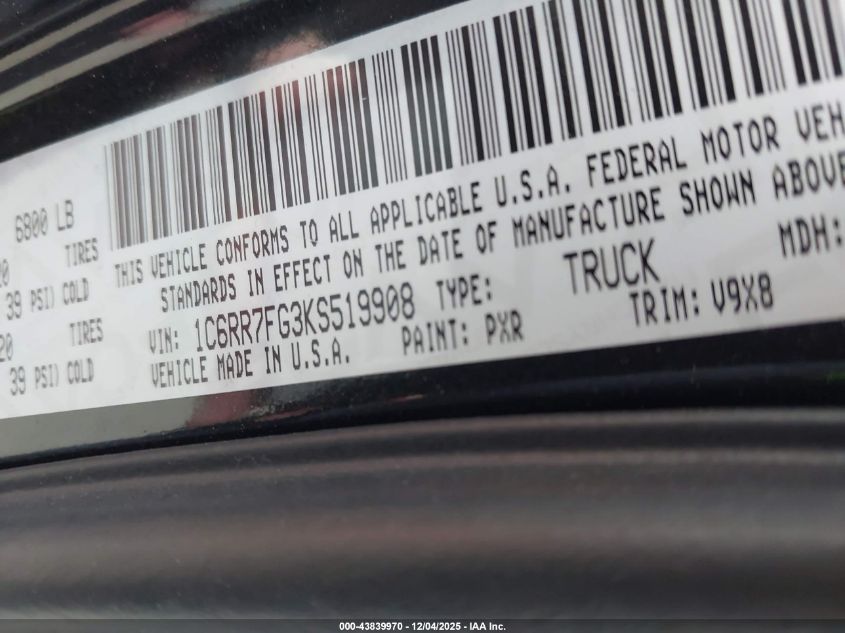 6800 LB
20 TIRES
39 PSI) COLD
20 TIRES
39 PSI) COLD
THIS VEHICLE CONFORMS TO ALL APPLICABLE U.S.A. FEDERAL MOTOR VEH
STANDARDS IN EFFECT ON THE DATE OF MANUFACTURE SHOWN ABOVE
VIN: 1C6RR7FG3KS519908 TYPE: TRUCK MDH:
VEHICLE MADE IN U.S.A. PAINT: PXR TRIM: V9X8
000-43839970 - 12/04/2025 - IAA Inc.